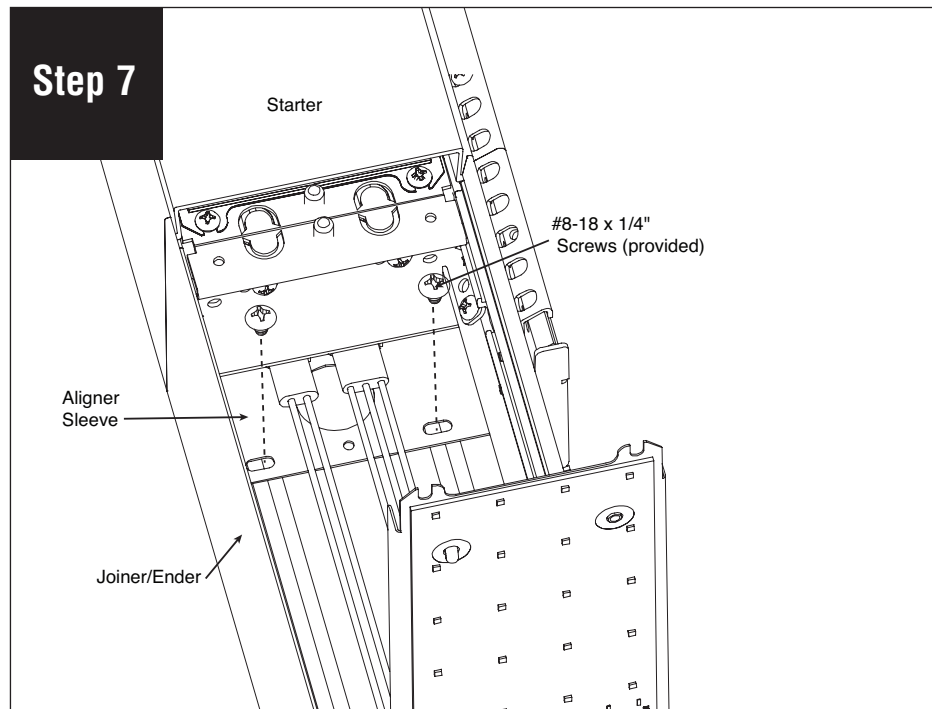 Step 7
Starter
#8-18 x 1/4"
Screws (provided)
Aligner
Sleeve
Joiner/Ender